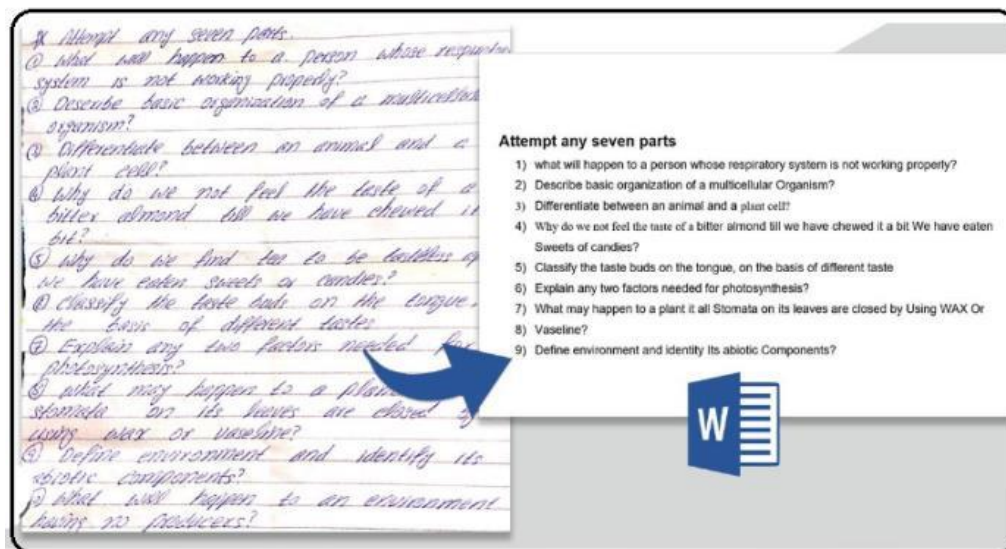 * Attempt any seven parts.
① What will happen to a person whose
system is not working properly?
② Describe basic organization of a
organism?
③ Differentiate between an animal and a
plant cell?
④ Why do we not feel the taste of a
bitter almond till we have chewed it
bit?
⑤ Why do we find tea to be
we have eaten sweets or candies?
⑥ Classify the taste buds on the tongue,
the basis of different tastes
⑦ Explain any two factors needed for
photosynthesis?
⑧ What may happen to a
stomata on its leaves are closed
using wax or vaseline?
⑨ Define environment and identify its
abiotic components?
What will happen to an environment
having no producers?
Attempt any seven parts
1) what will happen to a person whose respiratory system is not working properly?
2) Describe basic organization of a multicellular Organism?
3) Differentiate between an animal and a plant cell?
4) Why do we not feel the taste of a bitter almond till we have chewed it a bit We have eaten
Sweets of candies?
5) Classify the taste buds on the tongue, on the basis of different taste
6) Explain any two factors needed for photosynthesis?
7) What may happen to a plant it all Stomata on its leaves are closed by Using WAX Or
8) Vaseline?
9) Define environment and identity Its abiotic Components?
W